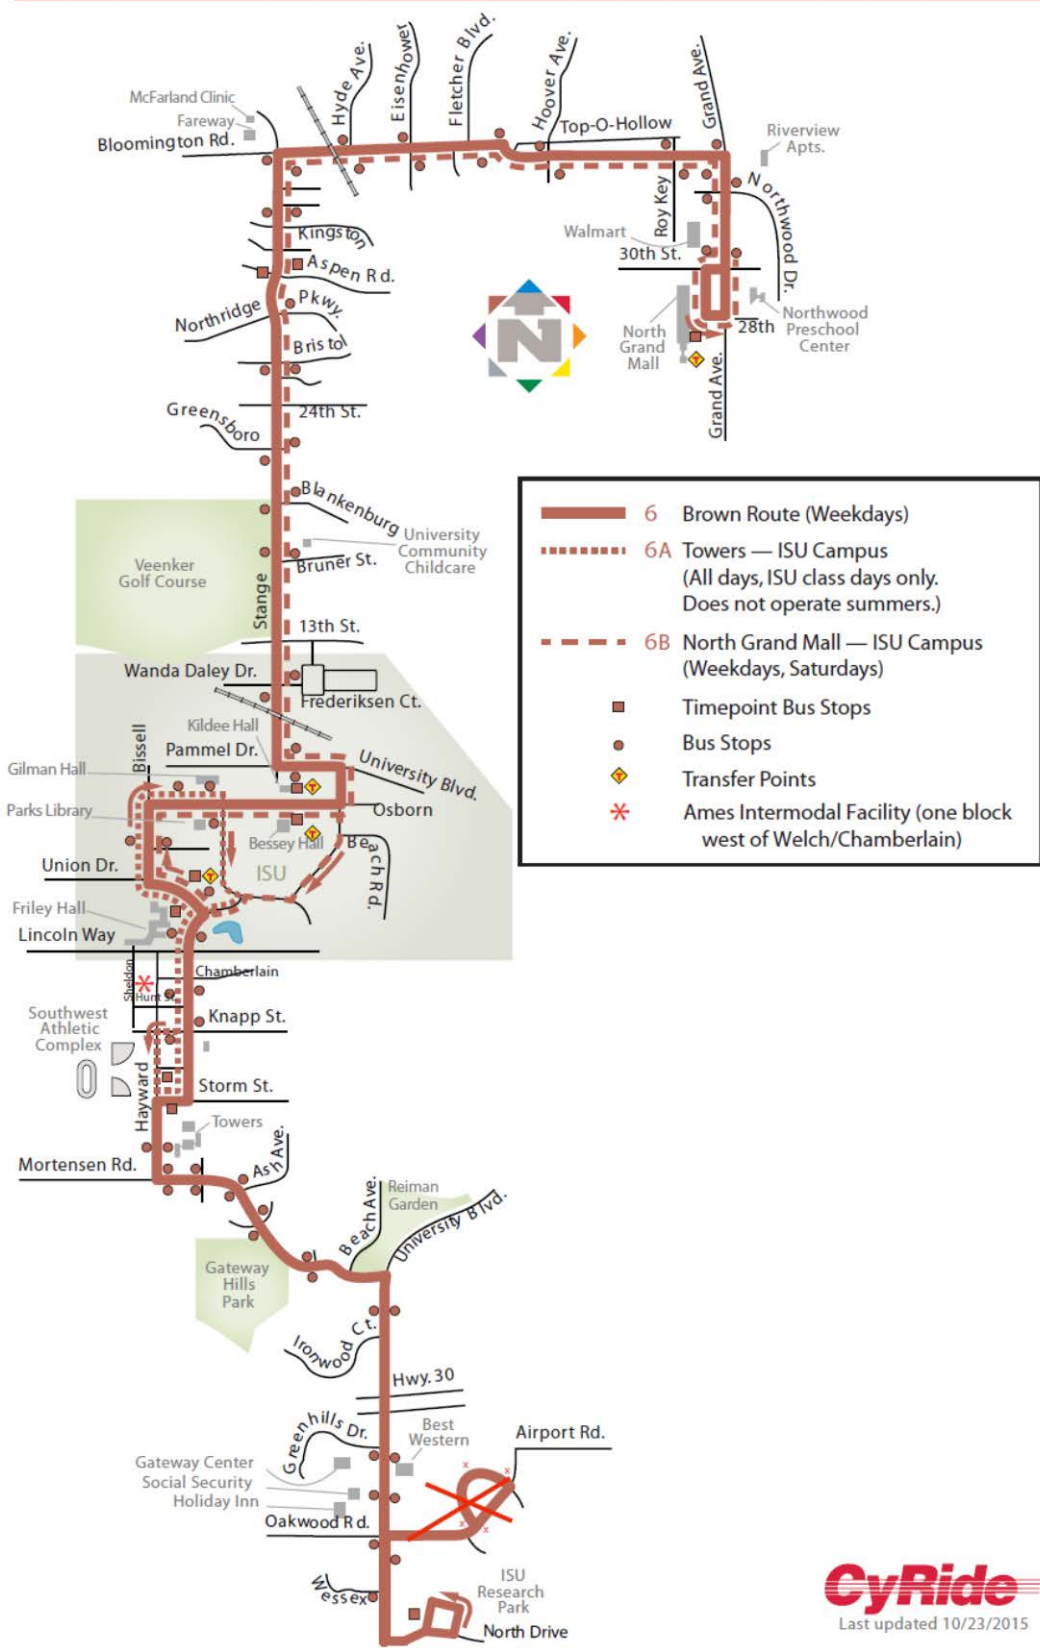 Hyde Ave.
Eisenhower
Fletcher Blvd.
Hoover Ave.
Grand Ave.
McFarland Clinic
Fareway
Bloomington Rd.
Top-O-Hollow
Riverview
Apts.
Northwood Dr.
Roy Key
Walmart
30th St.
Kingston
Aspen Rd.
Northridge Pkwy.
Bristol
N
North
Grand
Mall
T
28th
Northwood
Preschool
Center
Grand Ave.
24th St.
Greensboro
Blankenburg
University
Community
Childcare
Bruner St.
Veenker
Golf Course
Stange
13th St.
Wanda Daley Dr.
Frederiksen Ct.
6 Brown Route (Weekdays)
6A Towers — ISU Campus
(All days, ISU class days only.
Does not operate summers.)
6B North Grand Mall — ISU Campus
(Weekdays, Saturdays)
Timepoint Bus Stops
Bus Stops
T Transfer Points
Ames Intermodal Facility (one block
west of Welch/Chamberlain)
Kildee Hall
Bissell
Pammel Dr.
University Blvd.
Gilman Hall
T
Osborn
Parks Library
Bessey Hall
T
Beach Rd.
Union Dr.
T
ISU
Friley Hall
Lincoln Way
Sheldon
Chamberlain
Hunt St.
Southwest
Athletic
Complex
Knapp St.
Hayward
Storm St.
Towers
Mortensen Rd.
Ash Ave.
Beach Ave.
Reiman
Garden
University Blvd.
Gateway
Hills
Park
Ironwood Ct.
Hwy. 30
Greenhills Dr.
Best
Western
Airport Rd.
Gateway Center
Social Security
Holiday Inn
x x
x x
Oakwood Rd.
Wessex
ISU
Research
Park
North Drive
CyRide
Last updated 10/23/2015